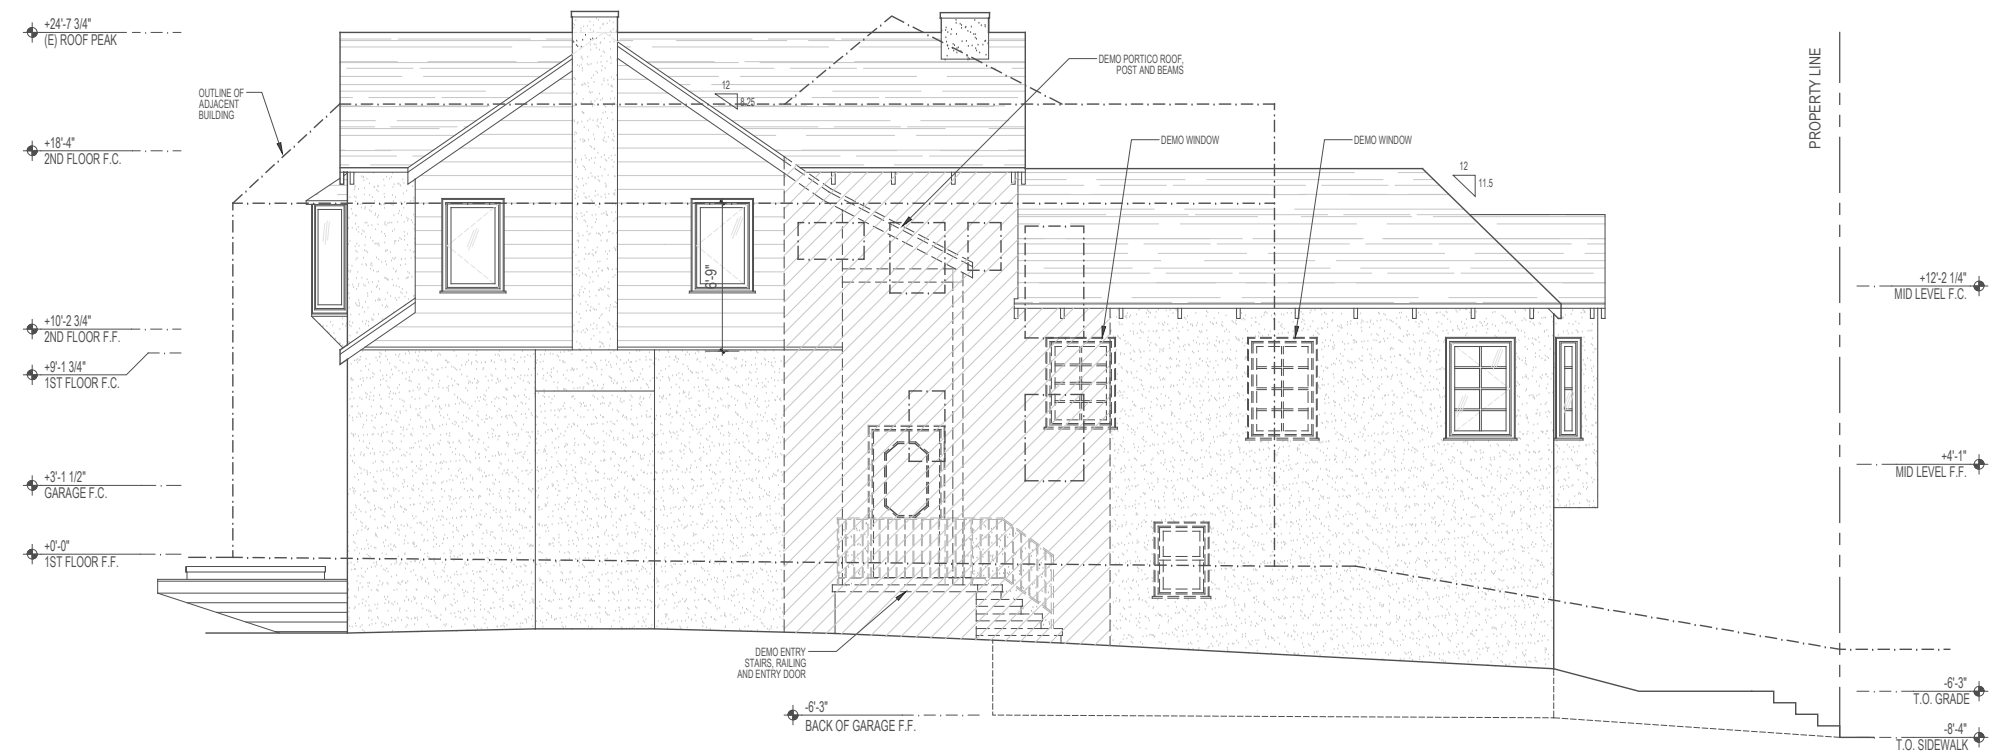 +24'-7 3/4"
(E) ROOF PEAK
OUTLINE OF
ADJACENT
BUILDING
+18'-4"
2ND FLOOR F.C.
+10'-2 3/4"
2ND FLOOR F.F.
+9'-1 3/4"
1ST FLOOR F.C.
+3'-1 1/2"
GARAGE F.C.
+0'-0"
1ST FLOOR F.F.
12
8.25
6'-9"
DEMO PORTICO ROOF,
POST AND BEAMS
DEMO WINDOW
DEMO WINDOW
12
11.5
DEMO ENTRY
STAIRS, RAILING
AND ENTRY DOOR
-6'-3"
BACK OF GARAGE F.F.
PROPERTY LINE
+12'-2 1/4"
MID LEVEL F.C.
+4'-1"
MID LEVEL F.F.
-6'-3"
T.O. GRADE
-8'-4"
T.O. SIDEWALK